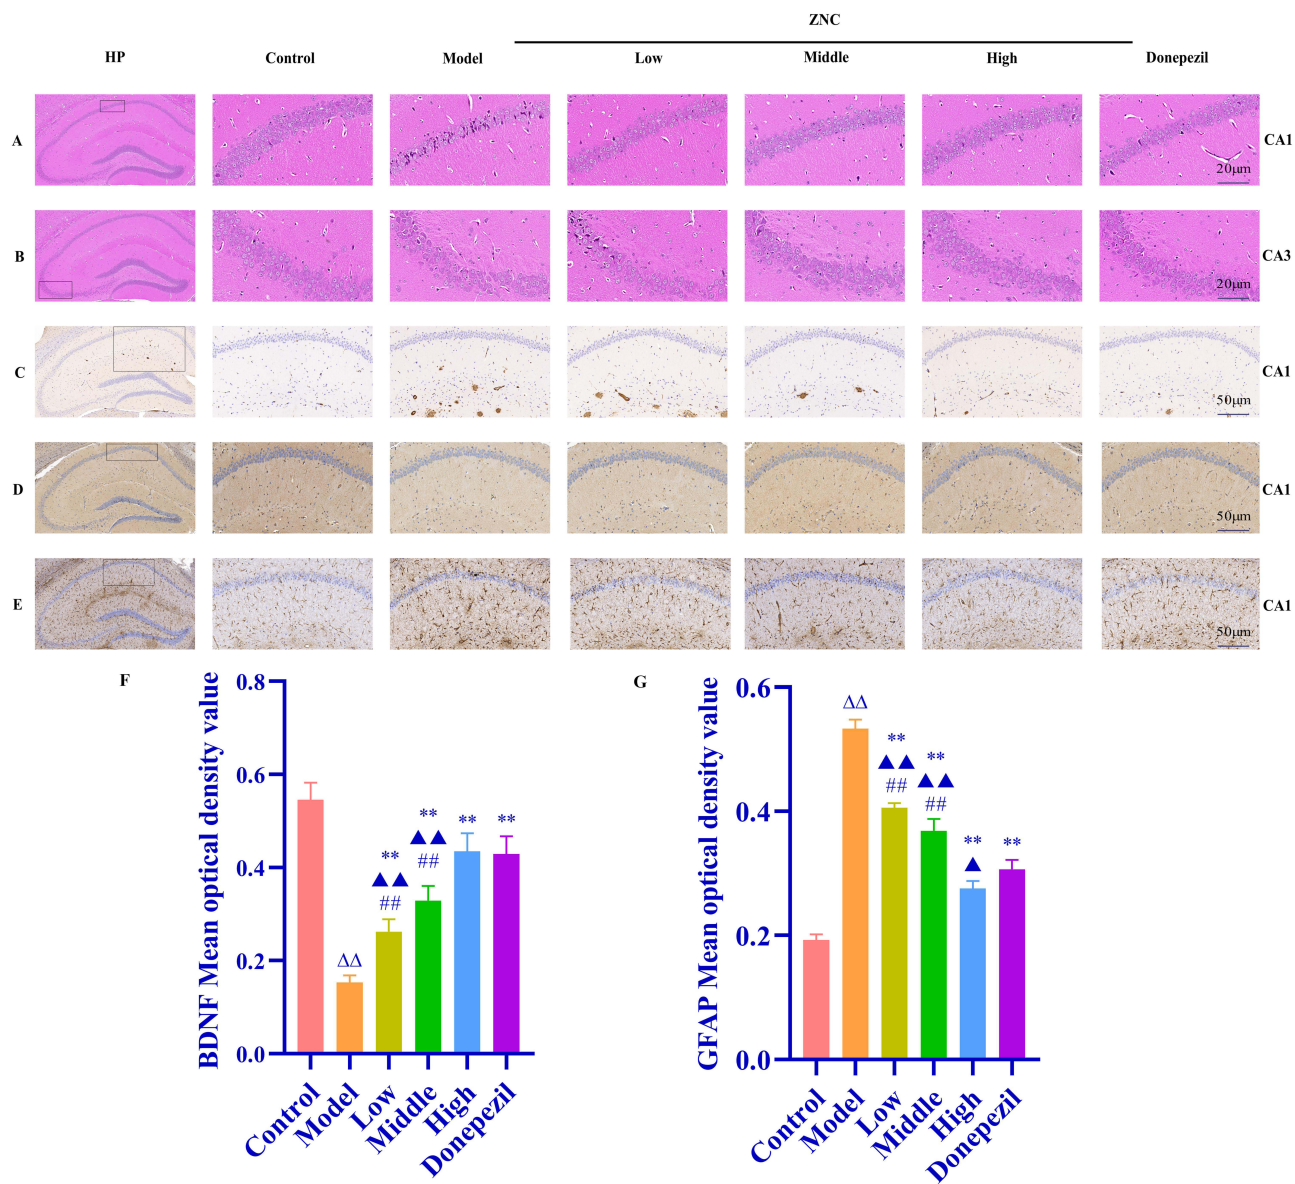 ZNC
HP Control Model Low Middle High Donepezil
A CA1
20μm
B CA3
20μm
C CA1
50μm
D CA1
50μm
E CA1
50μm
F
BDNF Mean optical density value
0.8
0.6
0.4
0.2
0.0
ΔΔ
**
▲▲
##
**
▲▲
##
**
**
Control Model Low Middle High Donepezil
G
GFAP Mean optical density value
0.6
0.4
0.2
0.0
ΔΔ
**
▲▲
##
**
▲▲
##
**
▲
**
Control Model Low Middle High Donepezil